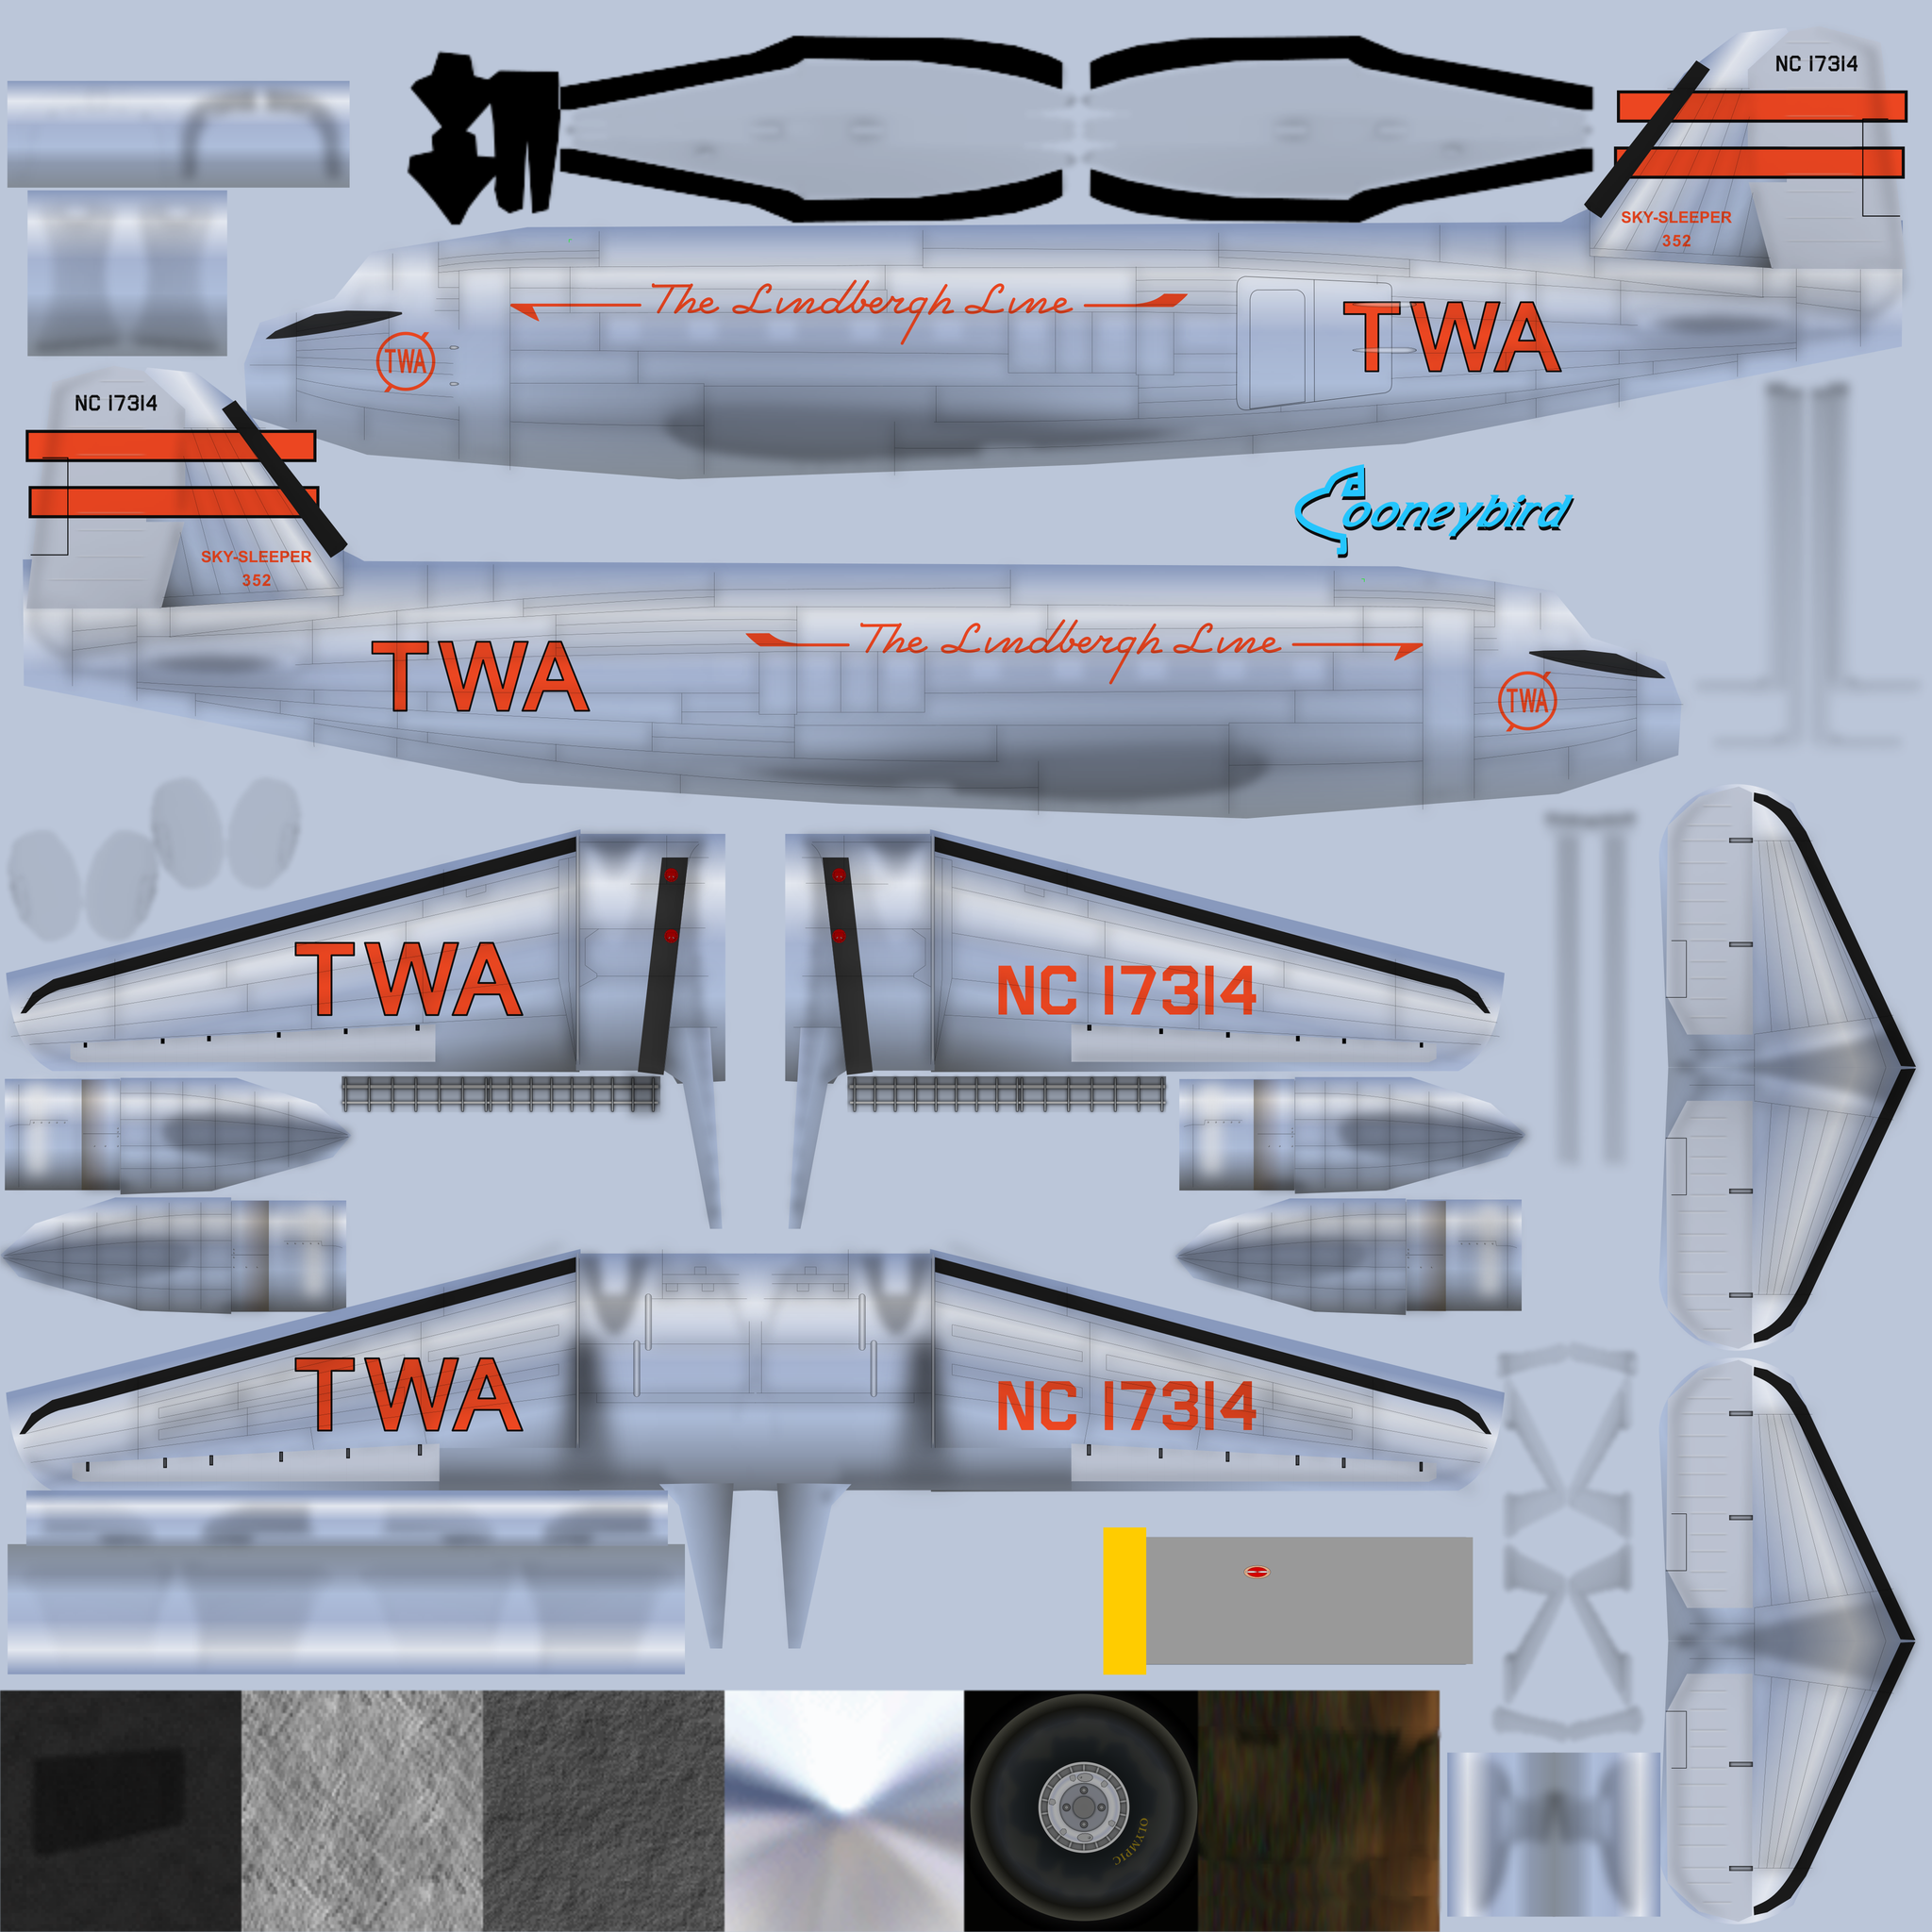 NC 17314
SKY-SLEEPER
352
The Lindbergh Line
TWA
TWA
NC 17314
SKY-SLEEPER
352
Gooneybird
TWA
The Lindbergh Line
TWA
TWA
NC 17314
TWA
NC 17314
OLYMPIC